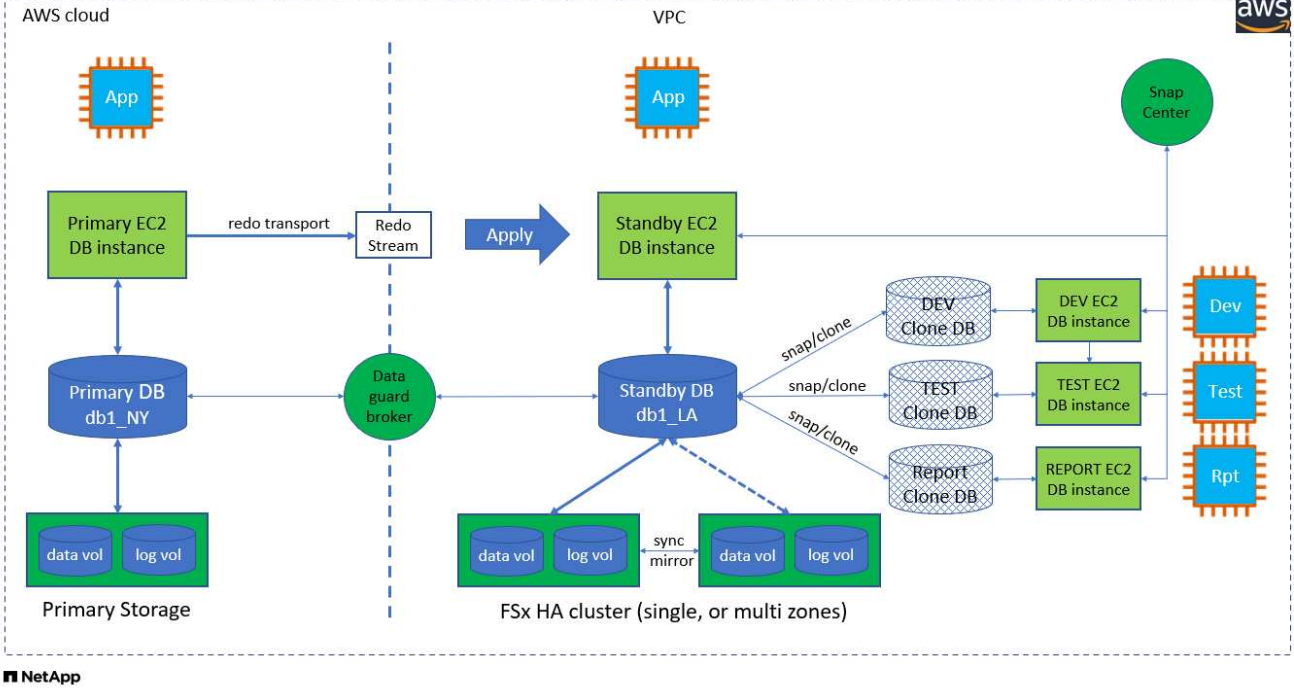 AWS cloud
VPC
aws
App
App
Snap
Center
Primary EC2
DB instance
redo transport
Redo
Stream
Apply
Standby EC2
DB instance
DEV
Clone DB
DEV EC2
DB instance
Dev
snap/clone
Primary DB
db1_NY
Data
guard
broker
Standby DB
db1_LA
snap/clone
TEST
Clone DB
TEST EC2
DB instance
Test
snap/clone
Report
Clone DB
REPORT EC2
DB instance
Rpt
data vol
log vol
data vol
log vol
sync
mirror
data vol
log vol
Primary Storage
FSx HA cluster (single, or multi zones)
NetApp